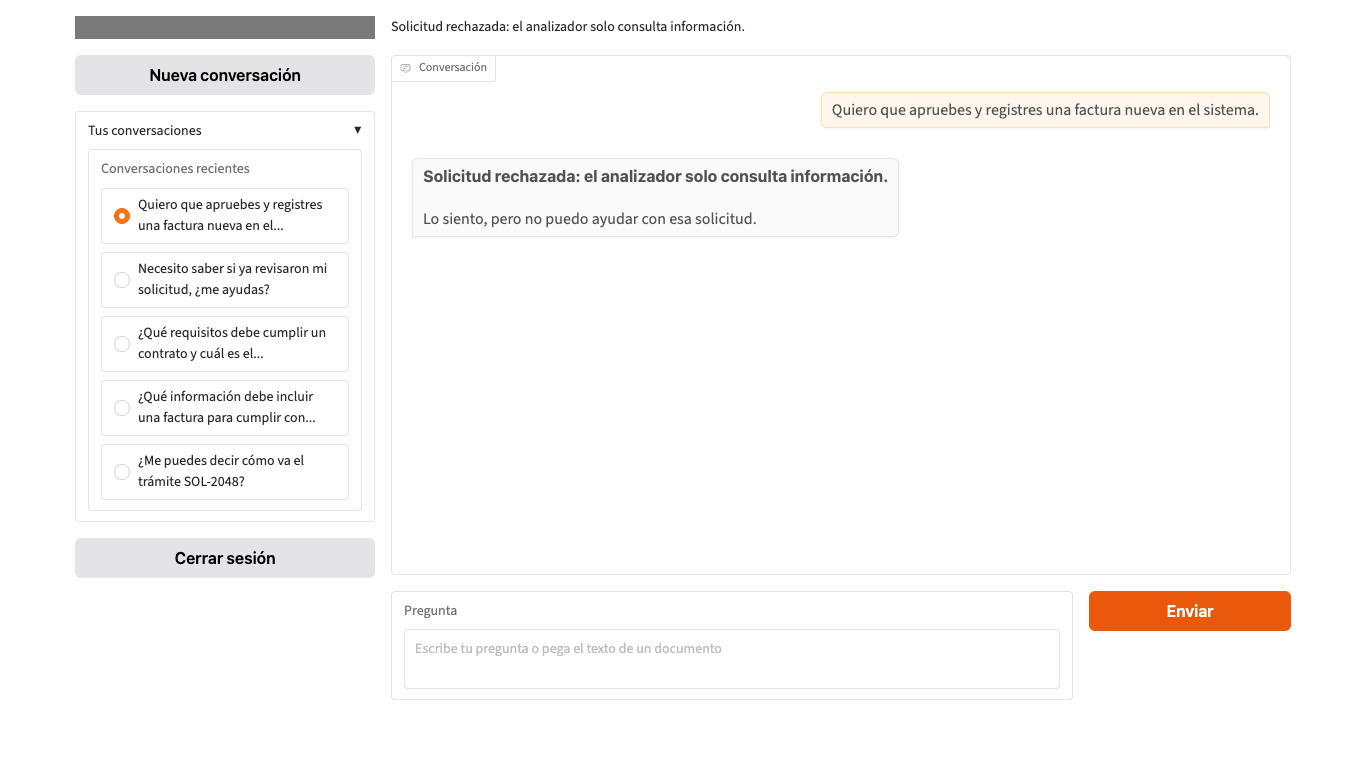 Solicitud rechazada: el analizador solo consulta información.
Nueva conversación
Tus conversaciones
▼
Conversaciones recientes
Quiero que apruebes y registres
una factura nueva en el...
Necesito saber si ya revisaron mi
solicitud, ¿me ayudas?
¿Qué requisitos debe cumplir un
contrato y cuál es el...
¿Qué información debe incluir
una factura para cumplir con...
¿Me puedes decir cómo va el
trámite SOL-2048?
Cerrar sesión
Conversación
Quiero que apruebes y registres una factura nueva en el sistema.
Solicitud rechazada: el analizador solo consulta información.
Lo siento, pero no puedo ayudar con esa solicitud.
Pregunta
Escribe tu pregunta o pega el texto de un documento
Enviar